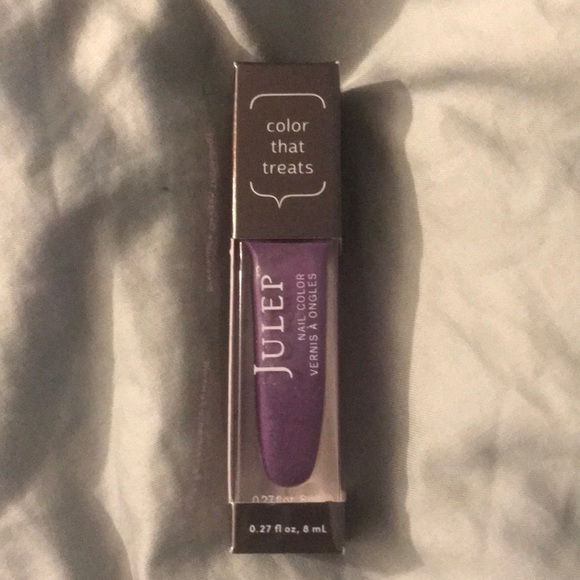 color
that
treats
JULEP
NAIL COLOR
VERNIS À ONGLES
0.27 fl oz, 8 mL